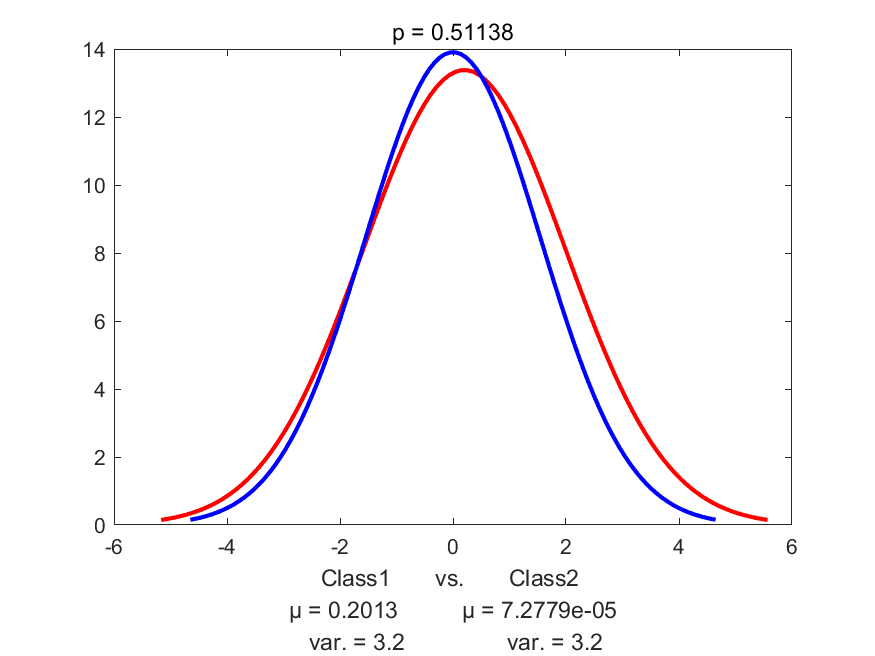 p = 0.51138
14
12
10
8
6
4
2
0
-6 -4 -2 0 2 4 6
Class1 vs. Class2
μ = 0.2013 μ = 7.2779e-05
var. = 3.2 var. = 3.2